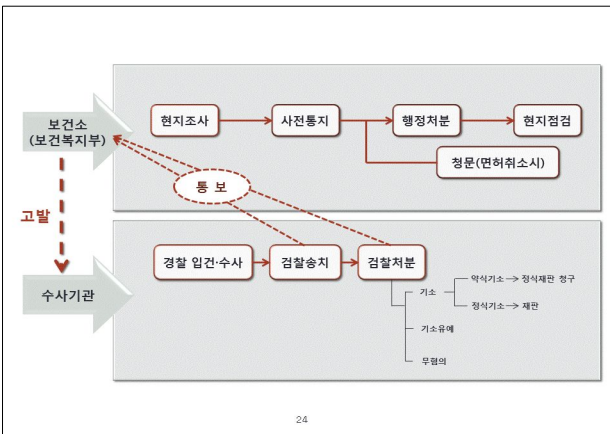 보건소
(보건복지부)
현지조사
사전통지
행정처분
현지점검
청문(면허취소시)
통 보
고발
수사기관
경찰 입건·수사
검찰송치
검찰처분
기소
약식기소
정식재판 청구
정식기소
재판
기소유예
무혐의
24